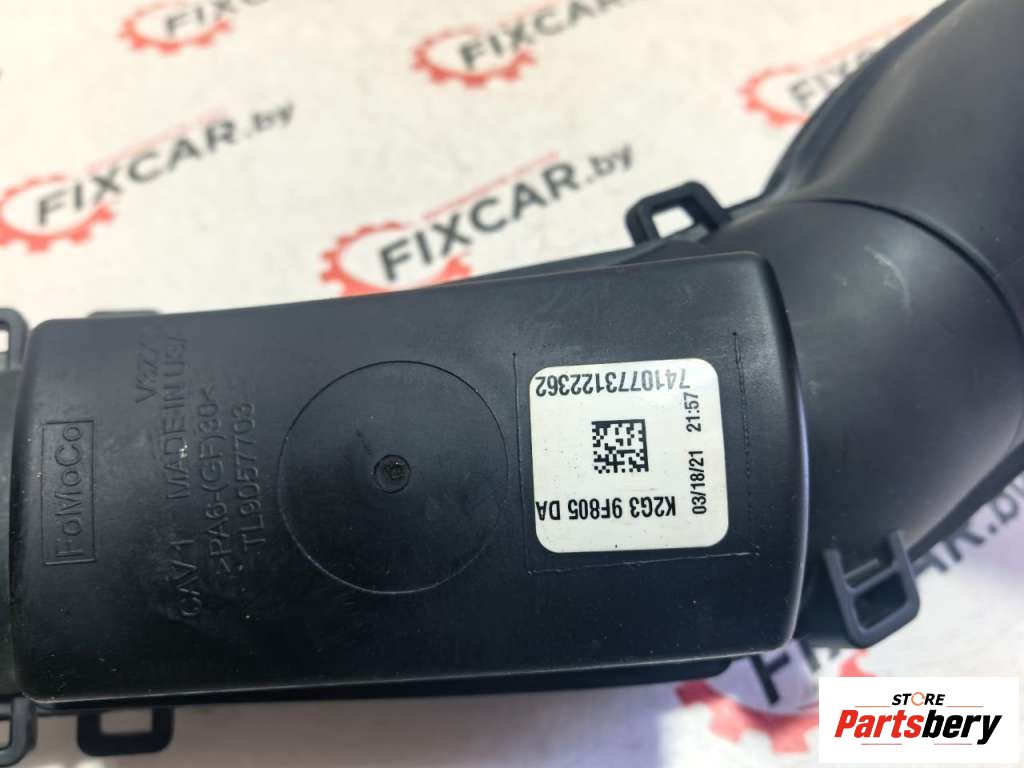 FIXCAR.by
FIXCAR.by
FIXCAR.by
FIXCAR.by
FoMoCo
CAV 1 MADE IN USA
>PA6-(GF)30<
TL9057703
7410773122362
K2G3 9F805 DA
03/18/21 21:57
STORE
Partsbery